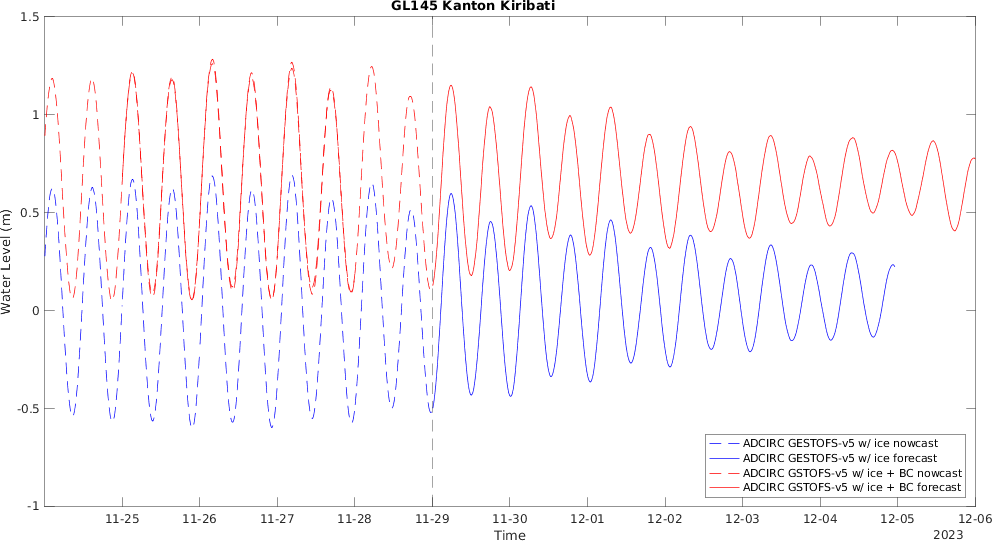 GL145 Kanton Kiribati
Water Level (m)
1.5
1
0.5
0
-0.5
-1
ADCIRC GESTOFS-v5 w/ ice nowcast
ADCIRC GESTOFS-v5 w/ ice forecast
ADCIRC GSTOFS-v5 w/ ice + BC nowcast
ADCIRC GSTOFS-v5 w/ ice + BC forecast
11-25 11-26 11-27 11-28 11-29 11-30 12-01 12-02 12-03 12-04 12-05 12-06
Time
2023